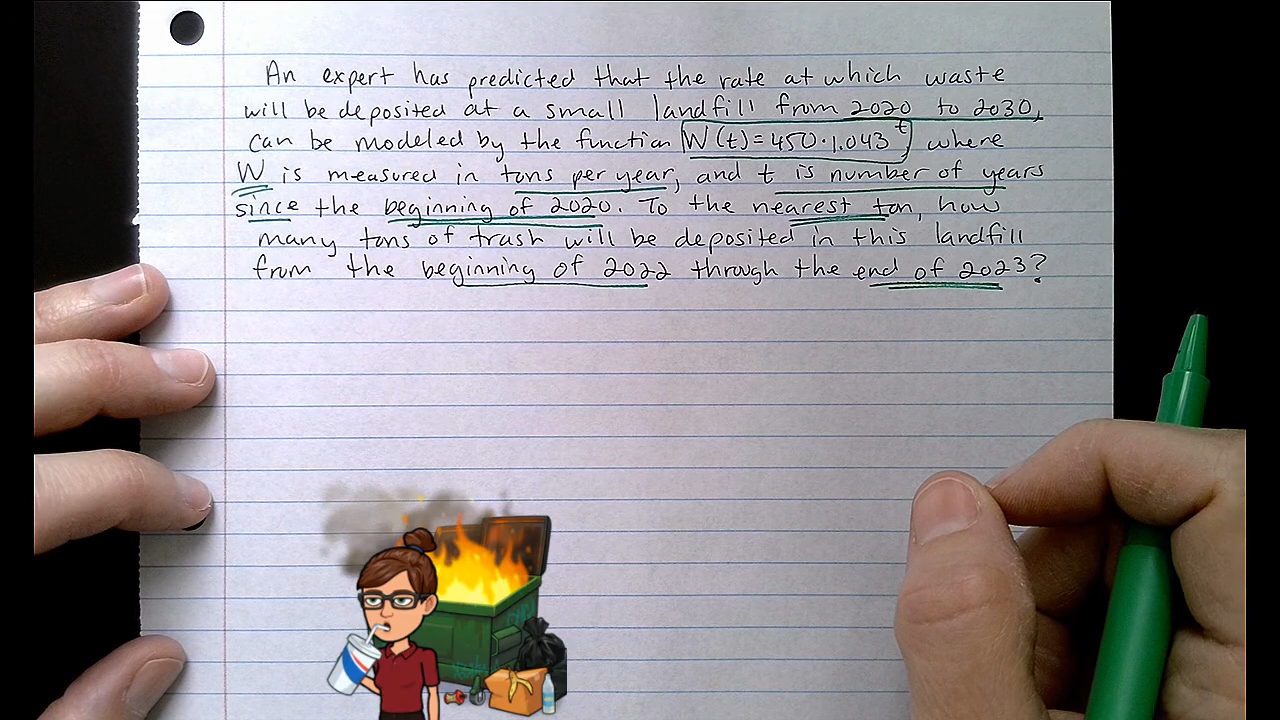 An expert has predicted that the rate at which waste
will be deposited at a small landfill from 2020 to 2030,
can be modeled by the function W(t)=450·1.043^t where
W is measured in tons per year, and t is number of years
since the beginning of 2020. To the nearest ton, how
many tons of trash will be deposited in this landfill
from the beginning of 2022 through the end of 2023?